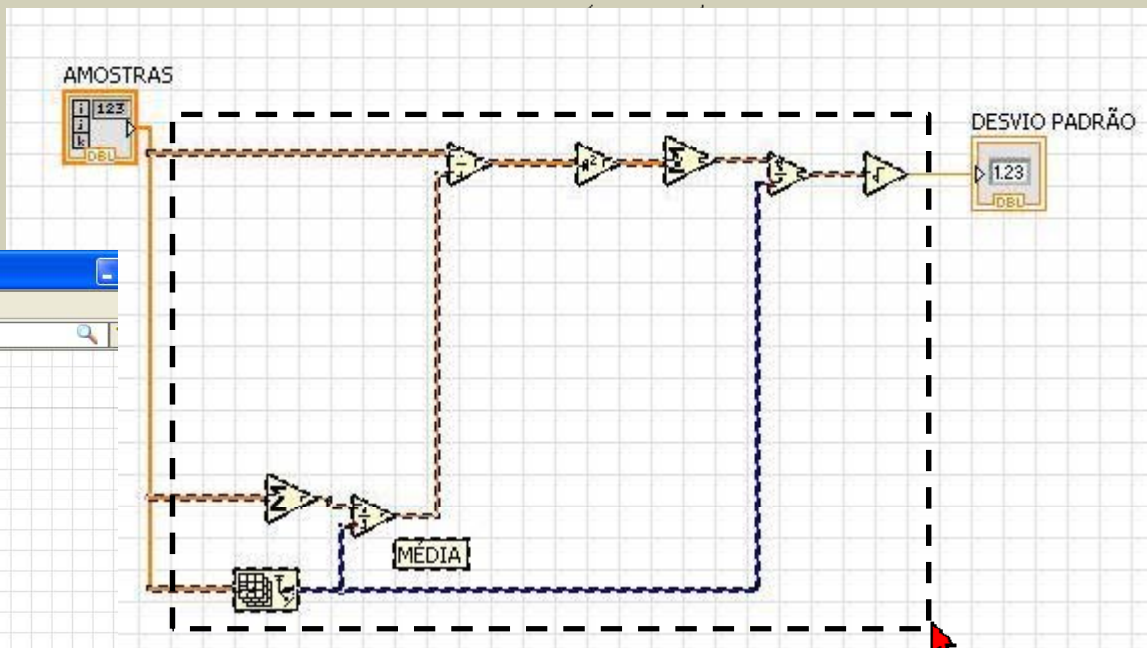 AMOSTRAS
i 123
j
k
DBL
DESVIO PADRÃO
1.23
DBL
MÉDIA